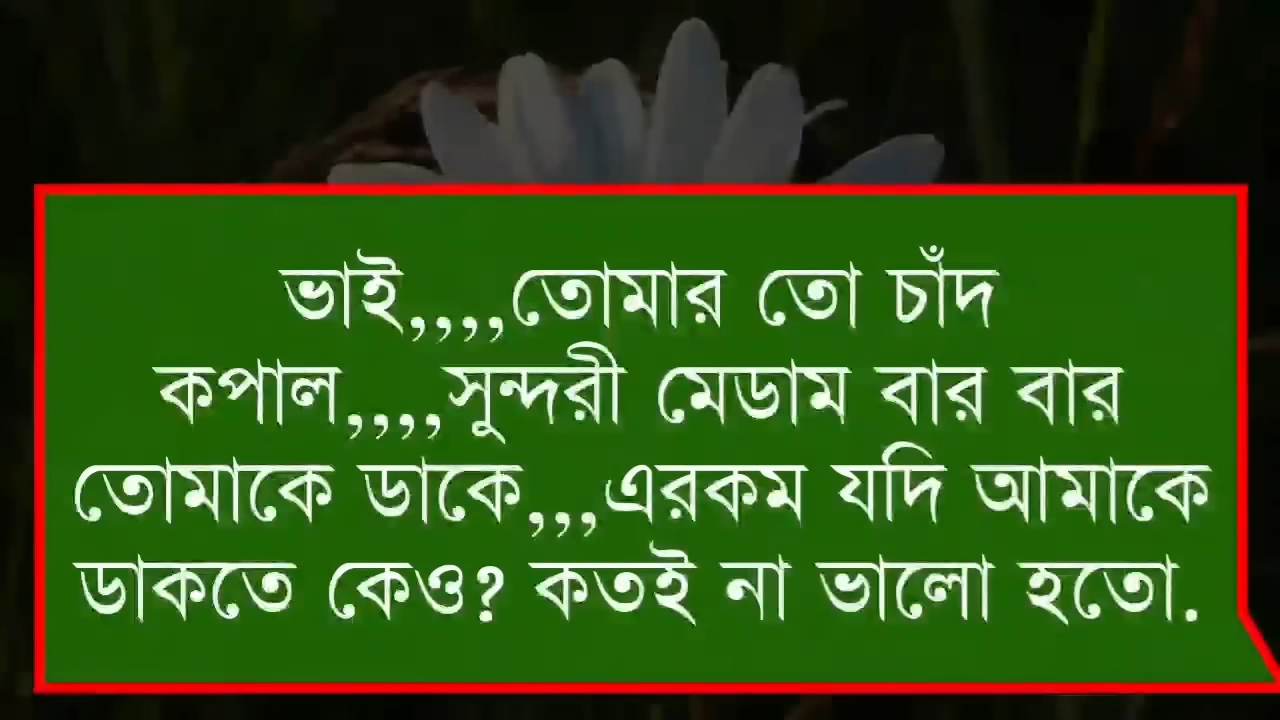 ভাই,,,,তোমার তো চাঁদ
কপাল,,,,সুন্দরী মেডাম বার বার
তোমাকে ডাকে,,,এরকম যদি আমাকে
ডাকতে কেও? কতই না ভালো হতো.